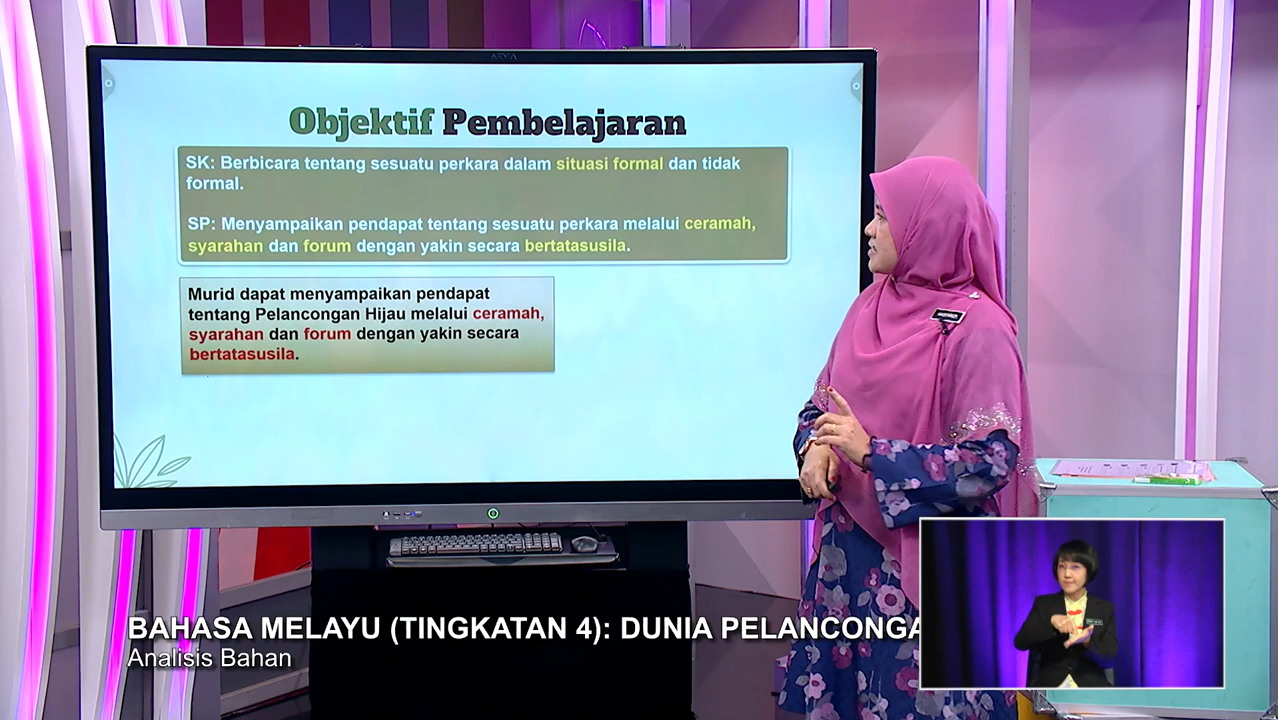 Objektif Pembelajaran
SK: Berbicara tentang sesuatu perkara dalam situasi formal dan tidak
formal.
SP: Menyampaikan pendapat tentang sesuatu perkara melalui ceramah,
syarahan dan forum dengan yakin secara bertatasusila.
Murid dapat menyampaikan pendapat
tentang Pelancongan Hijau melalui ceramah,
syarahan dan forum dengan yakin secara
bertatasusila.
BAHASA MELAYU (TINGKATAN 4): DUNIA PELANCONGA
Analisis Bahan